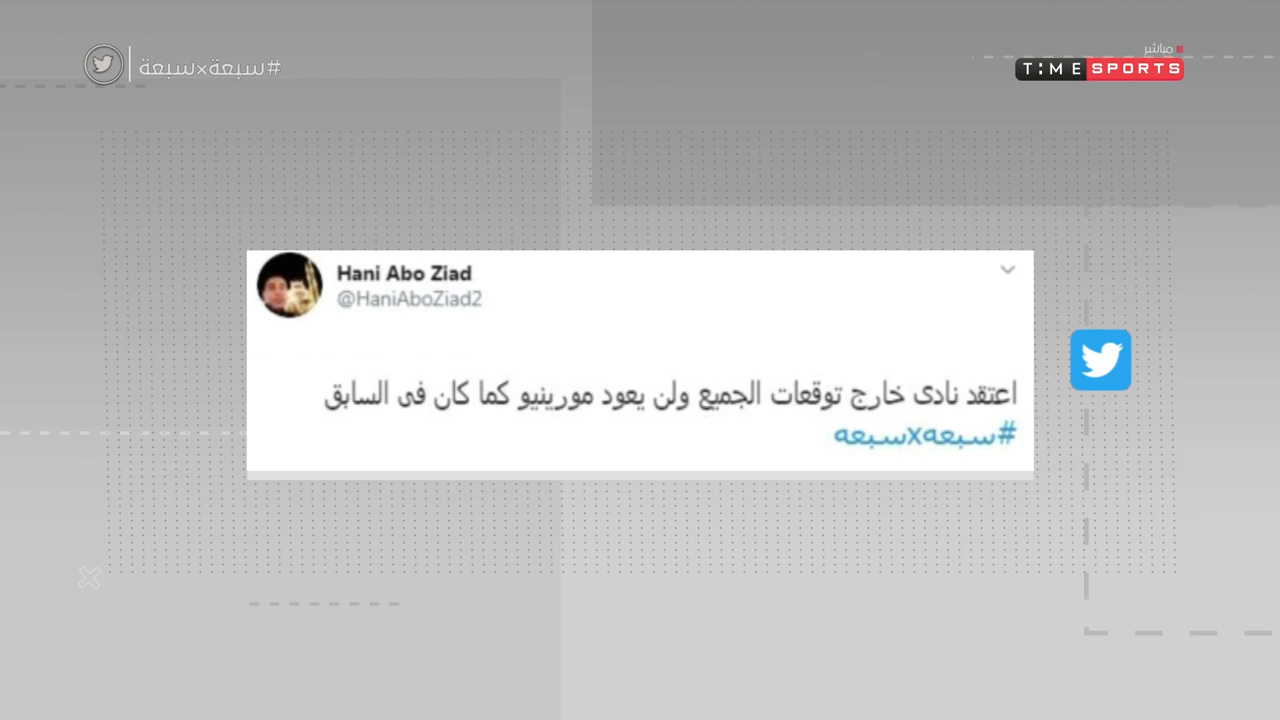 #سبعة×سبعة
مباشر
TIME SPORTS
Hani Abo Ziad
@HaniAboZiad2
اعتقد نادى خارج توقعات الجميع ولن يعود مورينيو كما كان فى السابق
#سبعهxسبعه